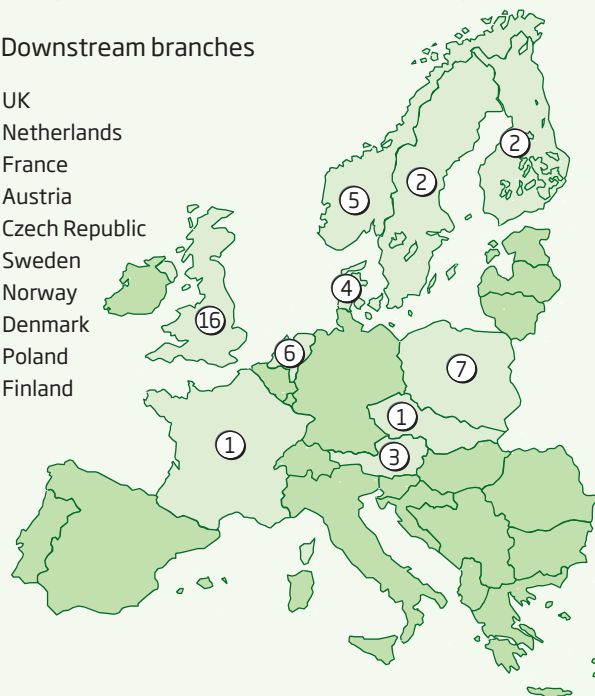 Downstream branches
UK
Netherlands
France
Austria
Czech Republic
Sweden
Norway
Denmark
Poland
Finland
2
2
5
4
16
6
7
1
1
3